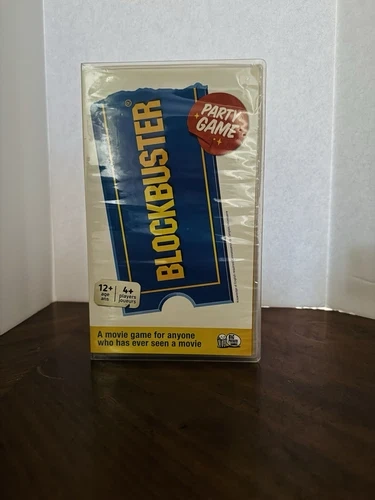 PARTY
GAME
BLOCKBUSTER®
12+
age
ans
4+
players
joueurs
A movie game for anyone
who has ever seen a movie